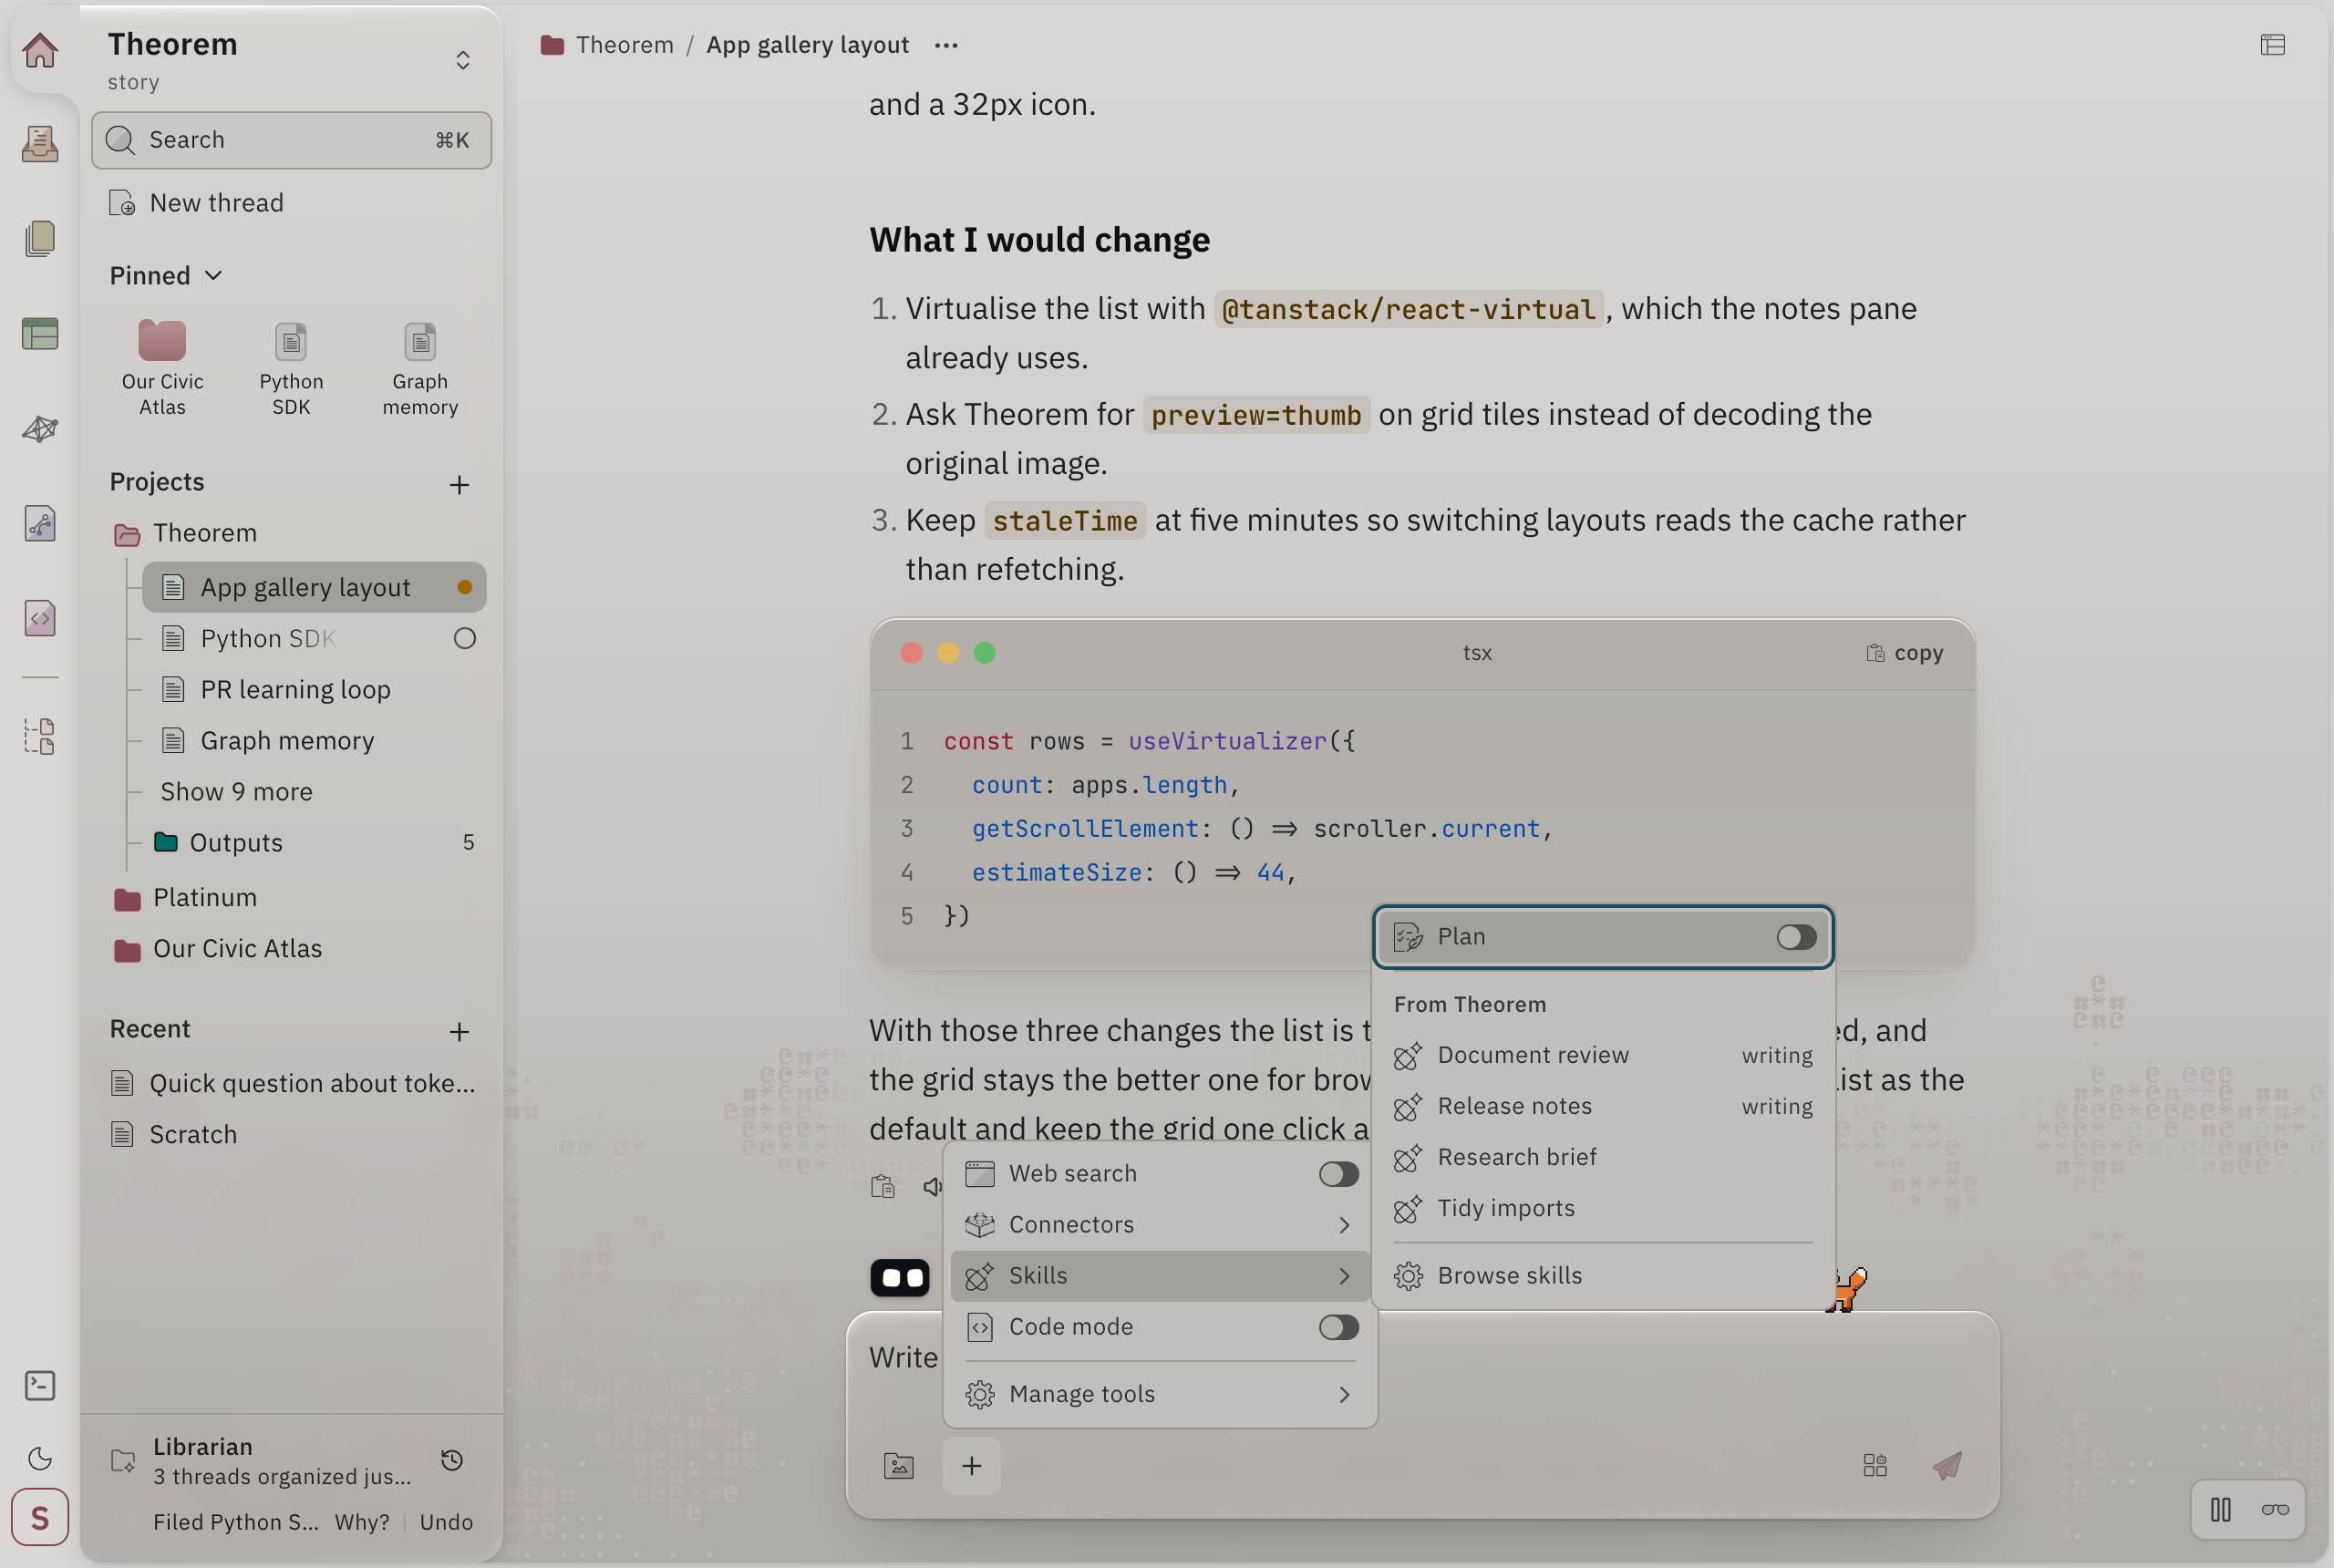 Theorem
story
Search ⌘K
New thread
Pinned
Our Civic Atlas
Python SDK
Graph memory
Projects
Theorem
App gallery layout
Python SDK
PR learning loop
Graph memory
Show 9 more
Outputs 5
Platinum
Our Civic Atlas
Recent
Quick question about toke...
Scratch
Librarian
3 threads organized jus...
Filed Python S... Why? | Undo
S
Theorem / App gallery layout
and a 32px icon.
What I would change
1. Virtualise the list with @tanstack/react-virtual, which the notes pane
already uses.
2. Ask Theorem for preview=thumb on grid tiles instead of decoding the
original image.
3. Keep staleTime at five minutes so switching layouts reads the cache rather
than refetching.
tsx
copy
1 const rows = useVirtualizer({
2 count: apps.length,
3 getScrollElement: () => scroller.current,
4 estimateSize: () => 44,
5 })
With those three changes the list is ed, and
the grid stays the better one for list as the
default and keep the grid one click
Plan
From Theorem
Document review writing
Release notes writing
Research brief
Tidy imports
Browse skills
Web search
Connectors
Skills
Code mode
Manage tools
Write